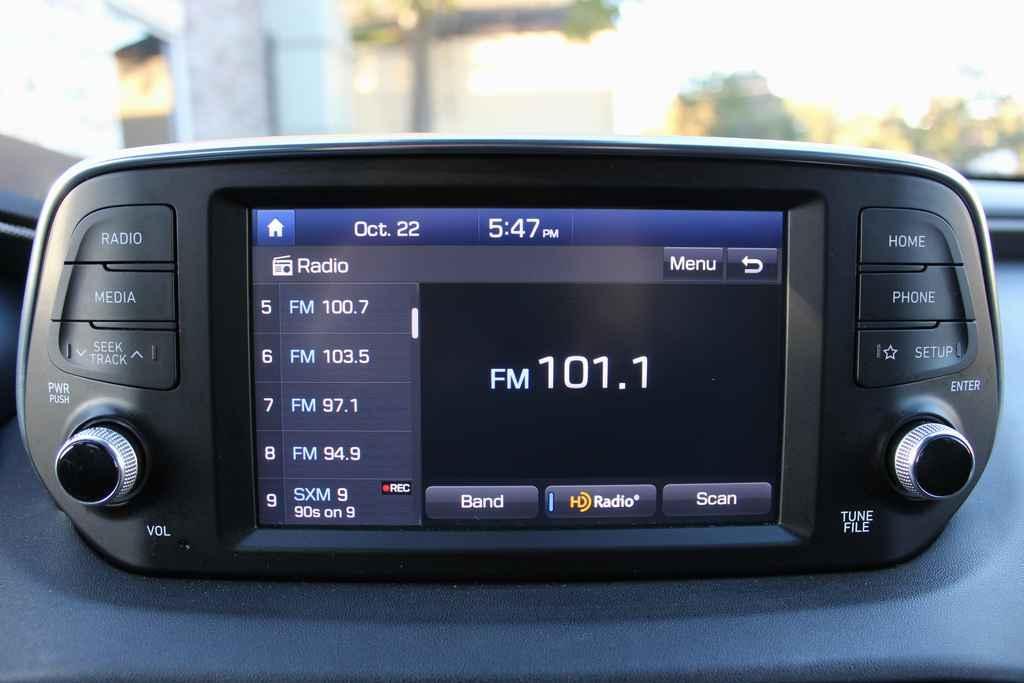 RADIO
MEDIA
SEEK
TRACK
PWR
PUSH
VOL
Oct. 22
5:47 PM
Radio
Menu
5 FM 100.7
6 FM 103.5
7 FM 97.1
8 FM 94.9
9 SXM 9
90s on 9
REC
FM 101.1
Band
HD Radio®
Scan
HOME
PHONE
SETUP
ENTER
TUNE
FILE